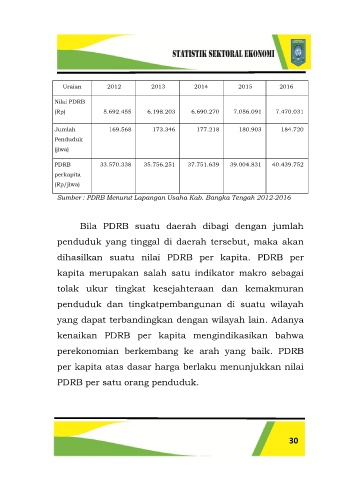 STATISTIK SEKTORAL EKONOMI
Uraian 2012 2013 2014 2015 2016
Nilai PDRB
(Rp) 5.692.455 6.198.203 6.690.270 7.056.091 7.470.031
Jumlah 169.568 173.346 177.218 180.903 184.720
Penduduk
(jiwa)
PDRB 33.570.338 35.756.251 37.751.639 39.004.831 40.439.752
perkapita
(Rp/jiwa)
Sumber : PDRB Menurut Lapangan Usaha Kab. Bangka Tengah 2012-2016
Bila PDRB suatu daerah dibagi dengan jumlah
penduduk yang tinggal di daerah tersebut, maka akan
dihasilkan suatu nilai PDRB per kapita. PDRB per
kapita merupakan salah satu indikator makro sebagai
tolak ukur tingkat kesejahteraan dan kemakmuran
penduduk dan tingkatpembangunan di suatu wilayah
yang dapat terbandingkan dengan wilayah lain. Adanya
kenaikan PDRB per kapita mengindikasikan bahwa
perekonomian berkembang ke arah yang baik. PDRB
per kapita atas dasar harga berlaku menunjukkan nilai
PDRB per satu orang penduduk.
30